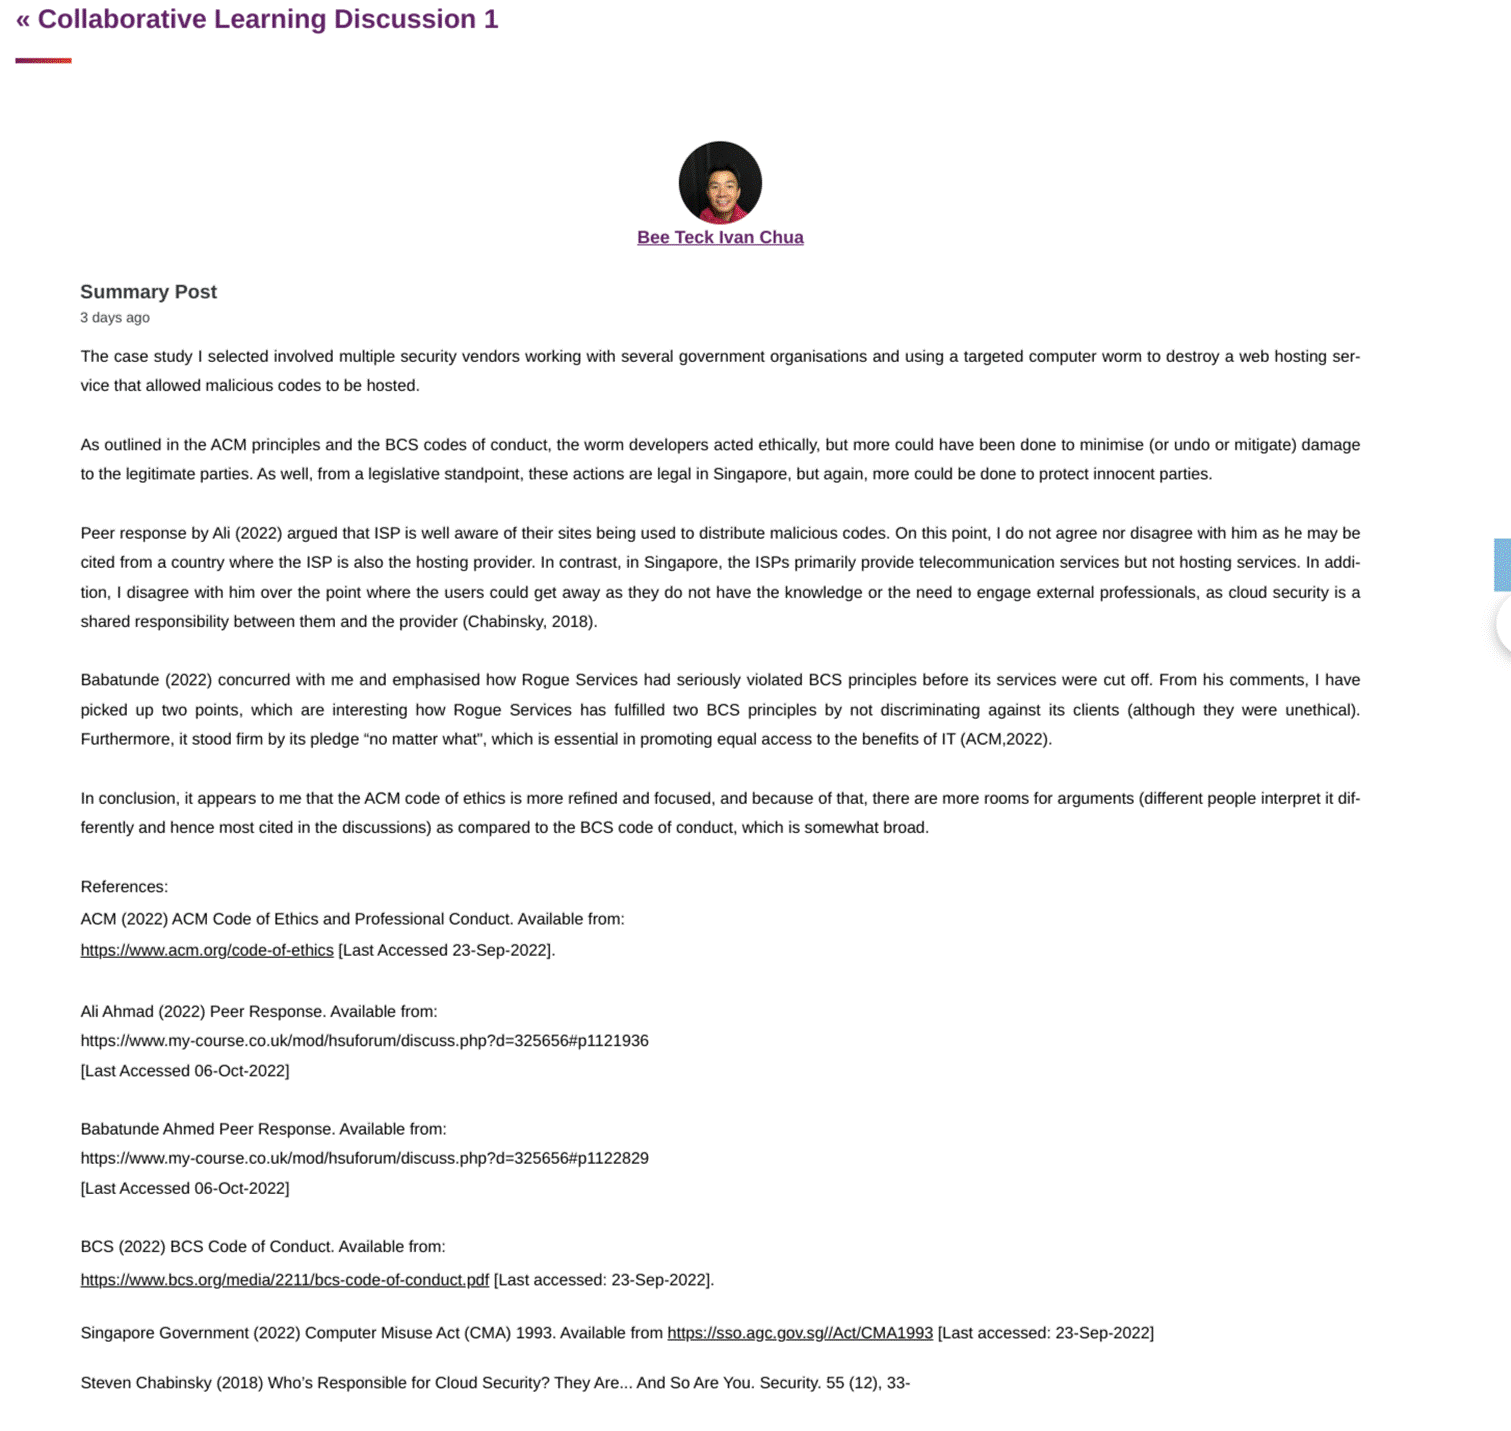 « Collaborative Learning Discussion 1
Bee Teck Ivan Chua
Summary Post
3 days ago
The case study I selected involved multiple security vendors working with several government organisations and using a targeted computer worm to destroy a web hosting ser-
vice that allowed malicious codes to be hosted.
As outlined in the ACM principles and the BCS codes of conduct, the worm developers acted ethically, but more could have been done to minimise (or undo or mitigate) damage
to the legitimate parties. As well, from a legislative standpoint, these actions are legal in Singapore, but again, more could be done to protect innocent parties.
Peer response by Ali (2022) argued that ISP is well aware of their sites being used to distribute malicious codes. On this point, I do not agree nor disagree with him as he may be
cited from a country where the ISP is also the hosting provider. In contrast, in Singapore, the ISPs primarily provide telecommunication services but not hosting services. In addi-
tion, I disagree with him over the point where the users could get away as they do not have the knowledge or the need to engage external professionals, as cloud security is a
shared responsibility between them and the provider (Chabinsky, 2018).
Babatunde (2022) concurred with me and emphasised how Rogue Services had seriously violated BCS principles before its services were cut off. From his comments, I have
picked up two points, which are interesting how Rogue Services has fulfilled two BCS principles by not discriminating against its clients (although they were unethical).
Furthermore, it stood firm by its pledge “no matter what", which is essential in promoting equal access to the benefits of IT (ACM,2022).
In conclusion, it appears to me that the ACM code of ethics is more refined and focused, and because of that, there are more rooms for arguments (different people interpret it dif-
ferently and hence most cited in the discussions) as compared to the BCS code of conduct, which is somewhat broad.
References:
ACM (2022) ACM Code of Ethics and Professional Conduct. Available from:
https://www.acm.org/code-of-ethics [Last Accessed 23-Sep-2022].
Ali Ahmad (2022) Peer Response. Available from:
https://www.my-course.co.uk/mod/hsuforum/discuss.php?d=325656#p1121936
[Last Accessed 06-Oct-2022]
Babatunde Ahmed Peer Response. Available from:
https://www.my-course.co.uk/mod/hsuforum/discuss.php?d=325656#p1122829
[Last Accessed 06-Oct-2022]
BCS (2022) BCS Code of Conduct. Available from:
https://www.bcs.org/media/2211/bcs-code-of-conduct.pdf [Last accessed: 23-Sep-2022].
Singapore Government (2022) Computer Misuse Act (CMA) 1993. Available from https://sso.agc.gov.sg//Act/CMA1993 [Last accessed: 23-Sep-2022]
Steven Chabinsky (2018) Who’s Responsible for Cloud Security? They Are... And So Are You. Security. 55 (12), 33-